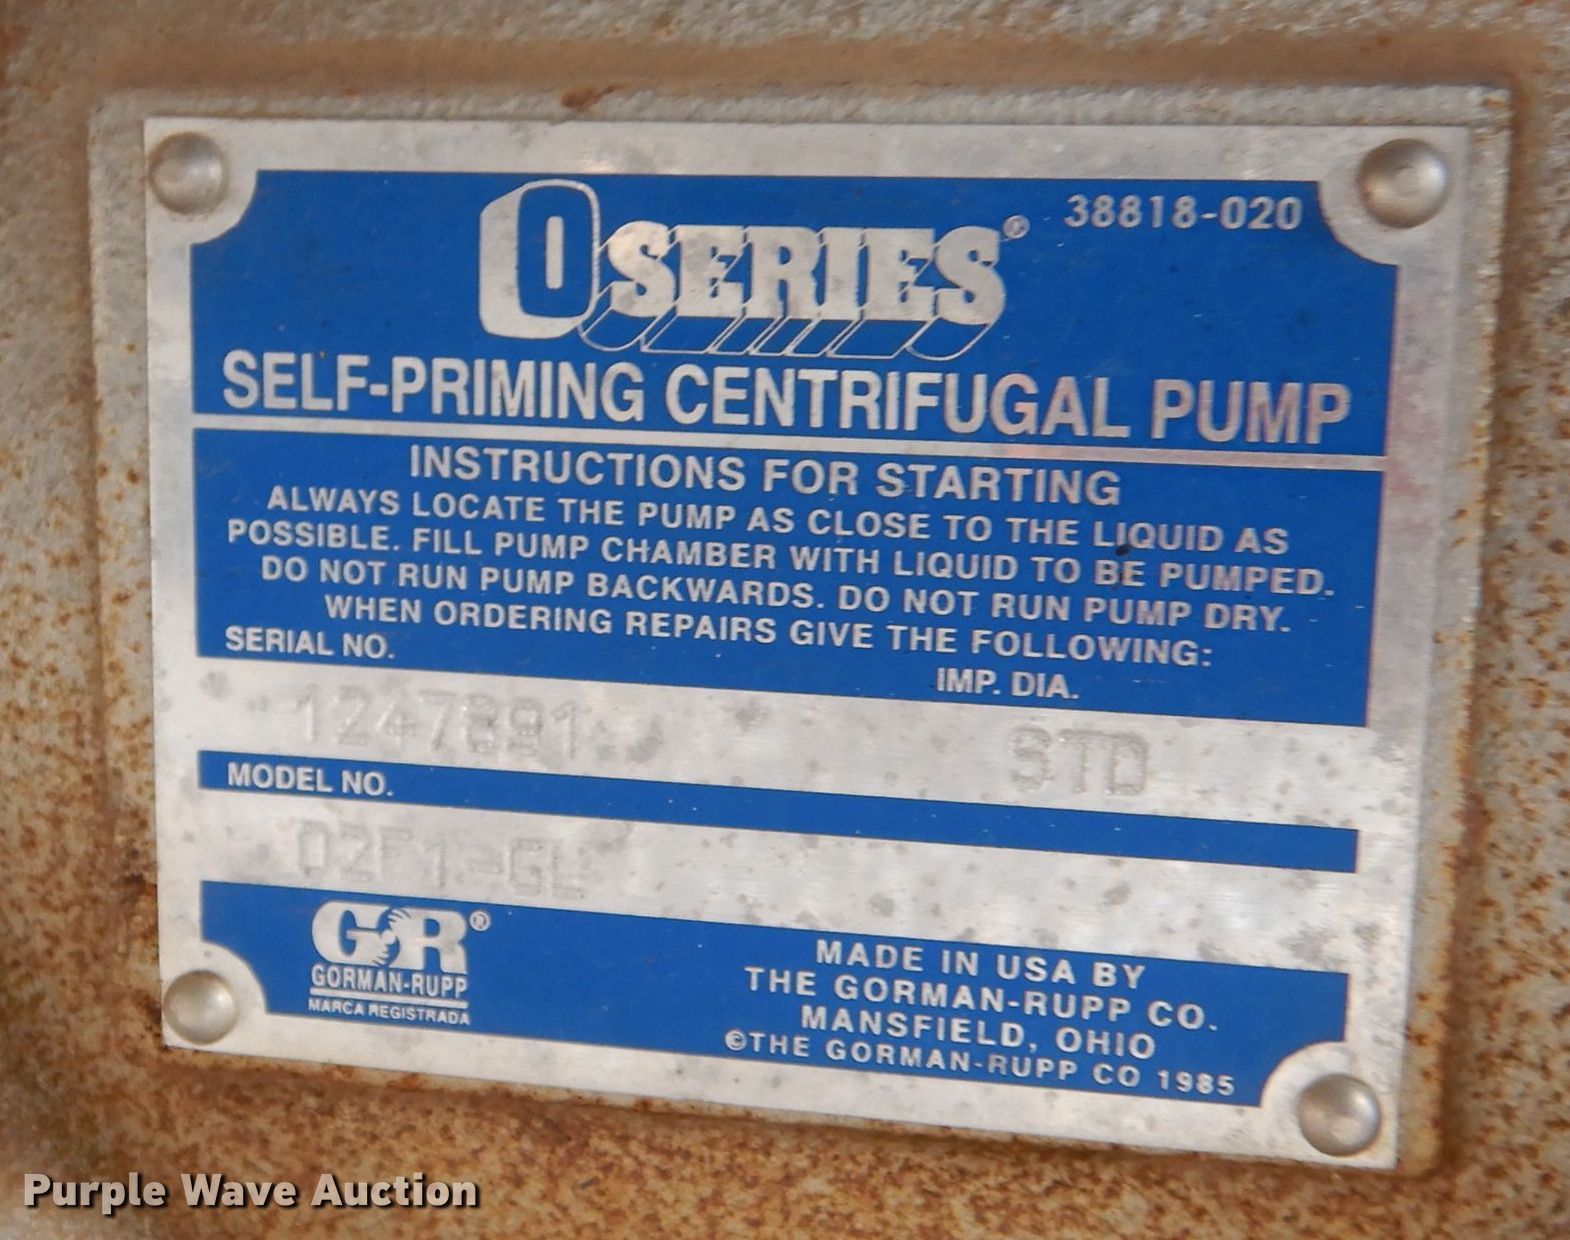 O SERIES® 38818-020
SELF-PRIMING CENTRIFUGAL PUMP
INSTRUCTIONS FOR STARTING
ALWAYS LOCATE THE PUMP AS CLOSE TO THE LIQUID AS
POSSIBLE. FILL PUMP CHAMBER WITH LIQUID TO BE PUMPED.
DO NOT RUN PUMP BACKWARDS. DO NOT RUN PUMP DRY.
WHEN ORDERING REPAIRS GIVE THE FOLLOWING:
SERIAL NO. IMP. DIA.
STD
MODEL NO.
02F1-GL
GR®
GORMAN-RUPP
MARCA REGISTRADA
MADE IN USA BY
THE GORMAN-RUPP CO.
MANSFIELD, OHIO
©THE GORMAN-RUPP CO 1985
Purple Wave Auction